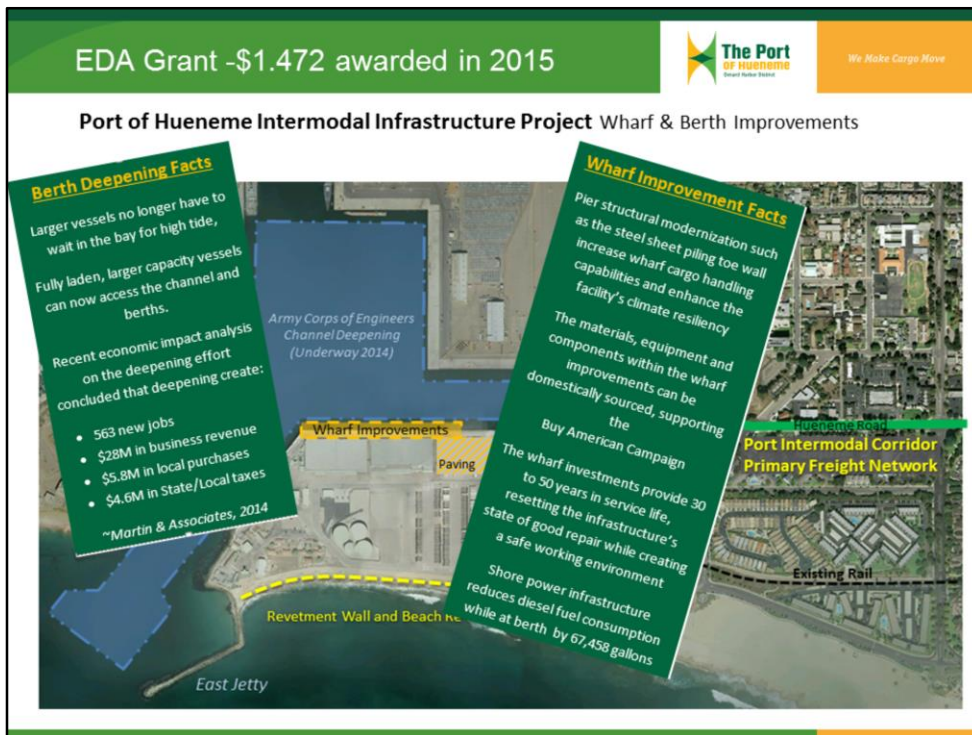 EDA Grant -$1.472 awarded in 2015
The Port
OF HUENEME
Oxnard Harbor District
We Make Cargo Move
Port of Hueneme Intermodal Infrastructure Project Wharf & Berth Improvements
Berth Deepening Facts
Larger vessels no longer have to
wait in the bay for high tide,
Fully laden, larger capacity vessels
can now access the channel and
berths.
Recent economic impact analysis
on the deepening effort
concluded that deepening create:
• 563 new jobs
• $28M in business revenue
• $5.8M in local purchases
• $4.6M in State/Local taxes
~Martin & Associates, 2014
Army Corps of Engineers
Channel Deepening
(Underway 2014)
Wharf Improvements
Paving
Wharf Improvement Facts
Pier structural modernization such
as the steel sheet piling toe wall
increase wharf cargo handling
capabilities and enhance the
facility's climate resiliency
The materials, equipment and
components within the wharf
improvements can be
domestically sourced, supporting
the
Buy American Campaign
The wharf investments provide 30
to 50 years in service life,
resetting the infrastructure's
state of good repair while creating
a safe working environment
Shore power infrastructure
reduces diesel fuel consumption
while at berth by 67,458 gallons
Hueneme Road
Port Intermodal Corridor
Primary Freight Network
Existing Rail
Revetment Wall and Beach
East Jetty